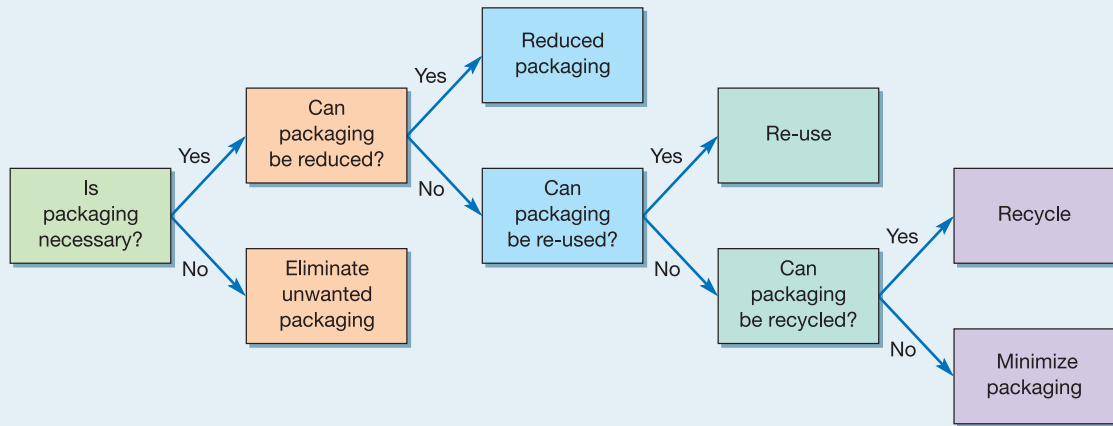 Is
packaging
necessary?
Yes
No
Can
packaging
be reduced?
Eliminate
unwanted
packaging
Yes
No
Reduced
packaging
Can
packaging
be re-used?
Yes
No
Re-use
Can
packaging
be recycled?
Yes
No
Recycle
Minimize
packaging